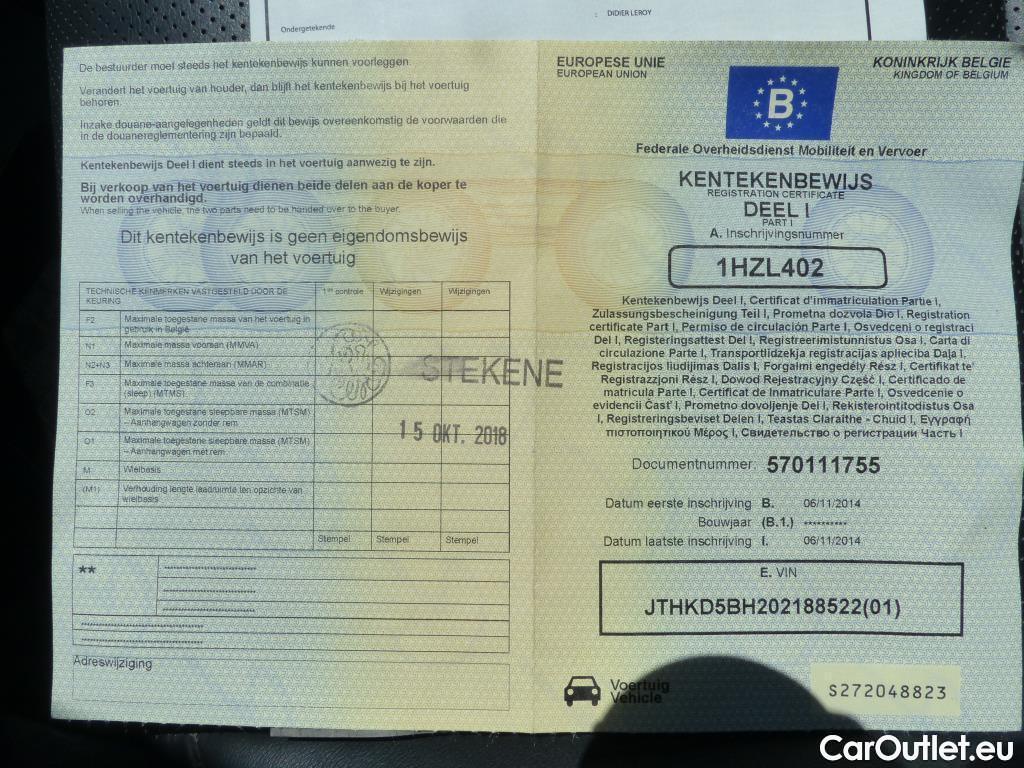 : DIDIER LEROY
Ondergetekende
De bestuurder moet steeds het kentekenbewijs kunnen voorleggen.
Verandert het voertuig van houder, dan blijft het kentekenbewijs bij het voertuig
behoren.
Inzake douane-aangelegenheden geldt dit bewijs overeenkomstig de voorwaarden die
in de douanereglementering zijn bepaald.
Kentekenbewijs Deel I dient steeds in het voertuig aanwezig te zijn.
Bij verkoop van het voertuig dienen beide delen aan de koper te
worden overhandigd.
When selling the vehicle, the two parts need to be handed over to the buyer.
Dit kentekenbewijs is geen eigendomsbewijs
van het voertuig
TECHNISCHE KENMERKEN VASTGESTELD DOOR DE
KEURING
1ste controle
Wijzigingen
Wijzigingen
F2 Maximale toegestane massa van het voertuig in
gebruik in België
N1 Maximale massa vooraan (MMVA)
N2+N3 Maximale massa achteraan (MMAR)
F3 Maximale toegestane massa van de combinatie
(sleep) (MTMS)
O2 Maximale toegestane sleepbare massa (MTSM)
– Aanhangwagen zonder rem
O1 Maximale toegestane sleepbare massa (MTSM)
– Aanhangwagen met rem
M Wielbasis
(M1) Verhouding lengte laadruimte ten opzichte van
wielbasis
Stempel Stempel Stempel
STEKENE
15 OKT. 2018
**
Adreswijziging
EUROPESE UNIE
EUROPEAN UNION
KONINKRIJK BELGIE
KINGDOM OF BELGIUM
B
Federale Overheidsdienst Mobiliteit en Vervoer
KENTEKENBEWIJS
REGISTRATION CERTIFICATE
DEEL I
PART I
A. Inschrijvingsnummer
1HZL402
Kentekenbewijs Deel I, Certificat d'immatriculation Partie I,
Zulassungsbescheinigung Teil I, Prometna dozvola Dio I, Registration
certificate Part I, Permiso de circulación Parte I, Osvedceni o registraci
Del I, Registeringsattest Del I, Registreerimistunnistus Osa I, Carta di
circolazione Parte I, Transportlidzekja registracijas aplieciba Daja I,
Registracijos liudijimas Dalis I, Forgalmi engedély Rész I, Certifikat te'
Registrazzjoni Rész I, Dowod Rejestracyjny Część I, Certificado de
matricula Parte I, Certificat de Inmatriculare Partea I, Osvedcenie o
evidencii Čast' I, Prometno dovoljenje Del I, Rekisterointitodistus Osa
I, Registreringsbeviset Delen I, Teastas Claraithe - Chuid I, Εγγραφή
πιστοποιητικού Μέρος I, Свидетельство о регистрации Часть I
Documentnummer: 570111755
Datum eerste inschrijving B. 06/11/2014
Bouwjaar (B.1.) **********
Datum laatste inschrijving I. 06/11/2014
E. VIN
JTHKD5BH202188522(01)
Voertuig
Vehicle
S272048823
CarOutlet.eu